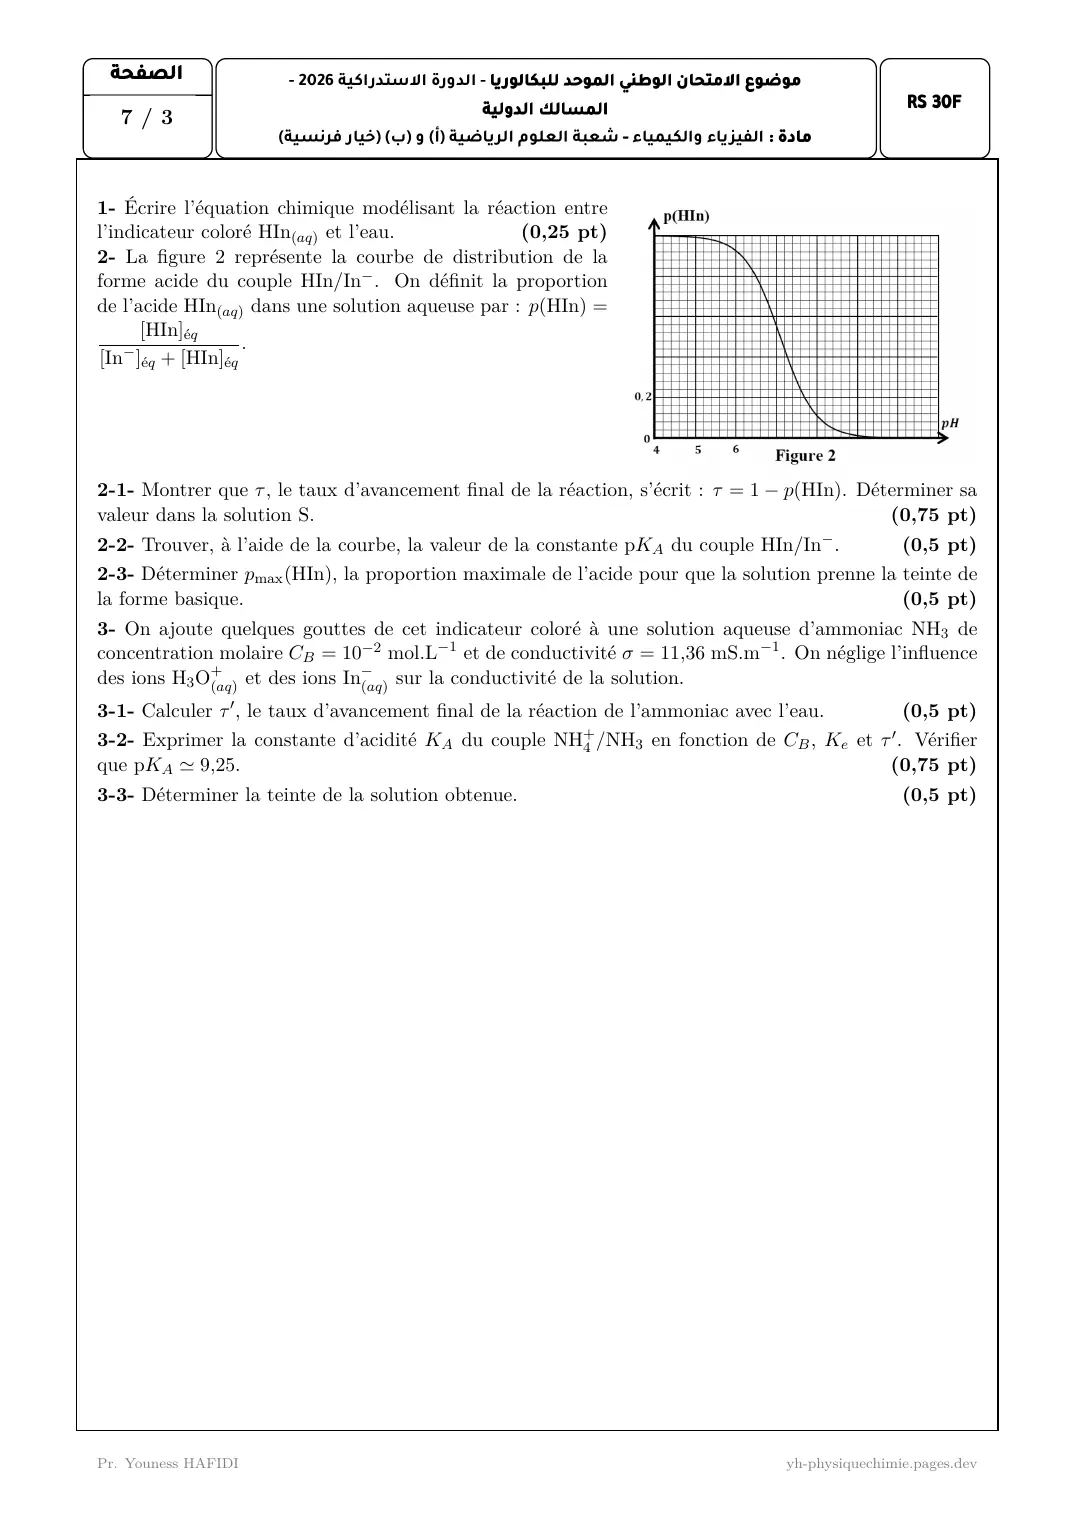 الصفحة
7 / 3
موضوع الامتحان الوطني الموحد للبكالوريا - الدورة الاستدراكية 2026 -
المسالك الدولية
مادة : الفيزياء والكيمياء - شعبة العلوم الرياضية (أ) و (ب) (خيار فرنسية)
RS 30F
1- Écrire l'équation chimique modélisant la réaction entre
l'indicateur coloré HIn(aq) et l'eau. (0,25 pt)
2- La figure 2 représente la courbe de distribution de la
forme acide du couple HIn/In⁻. On définit la proportion
de l'acide HIn(aq) dans une solution aqueuse par : p(HIn) =
[HIn]éq
[In⁻]éq + [HIn]éq .
p(HIn)
0,2
0
pH
4 5 6
Figure 2
2-1- Montrer que τ, le taux d'avancement final de la réaction, s'écrit : τ = 1 − p(HIn). Déterminer sa
valeur dans la solution S. (0,75 pt)
2-2- Trouver, à l'aide de la courbe, la valeur de la constante pKA du couple HIn/In⁻. (0,5 pt)
2-3- Déterminer pmax(HIn), la proportion maximale de l'acide pour que la solution prenne la teinte de
la forme basique. (0,5 pt)
3- On ajoute quelques gouttes de cet indicateur coloré à une solution aqueuse d'ammoniac NH₃ de
concentration molaire CB = 10⁻² mol.L⁻¹ et de conductivité σ = 11,36 mS.m⁻¹. On néglige l'influence
des ions H₃O⁺(aq) et des ions In⁻(aq) sur la conductivité de la solution.
3-1- Calculer τ′, le taux d'avancement final de la réaction de l'ammoniac avec l'eau. (0,5 pt)
3-2- Exprimer la constante d'acidité KA du couple NH₄⁺/NH₃ en fonction de CB, Ke et τ′. Vérifier
que pKA ≃ 9,25. (0,75 pt)
3-3- Déterminer la teinte de la solution obtenue. (0,5 pt)
Pr. Youness HAFIDI
yh-physiquechimie.pages.dev